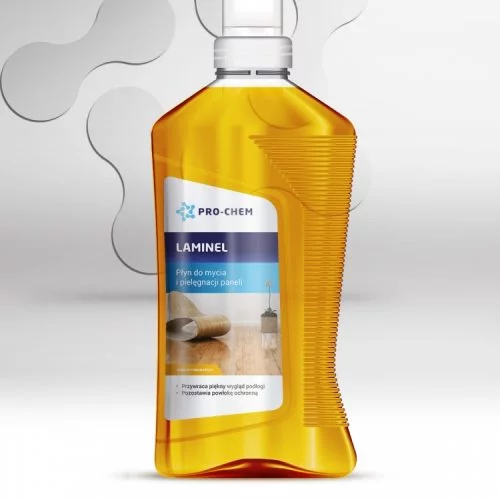 PRO-CHEM
LAMINEL
Płyn do mycia
i pielęgnacji paneli
• Przywraca piękny wygląd podłogi
• Pozostawia powłokę ochronną